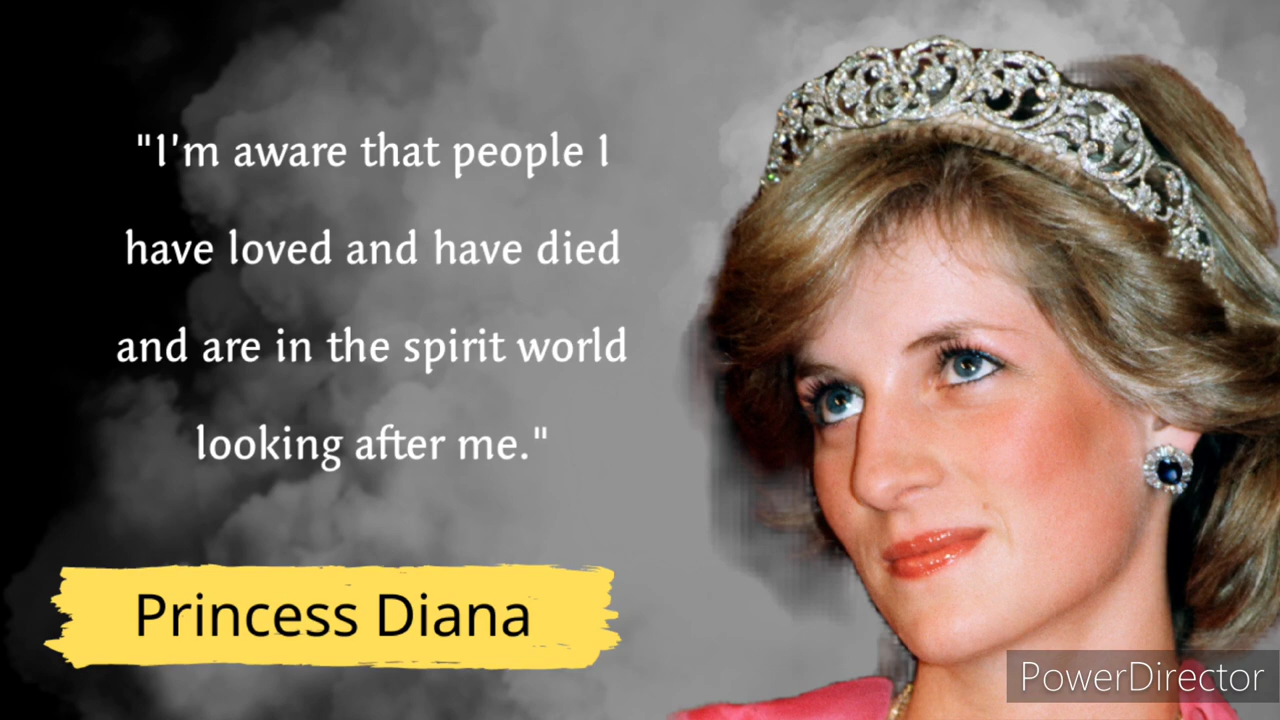 "I'm aware that people I
have loved and have died
and are in the spirit world
looking after me."
Princess Diana
PowerDirector